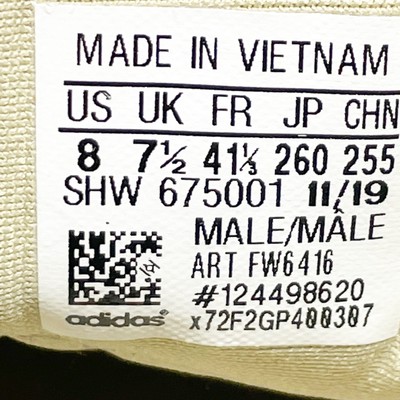 MADE IN VIETNAM
US UK FR JP CHN
8 7½ 41⅓ 260 255
SHW 675001 11/19
MALE/MÂLE
ART FW6416
#124498620
adidas x72F2GP400307